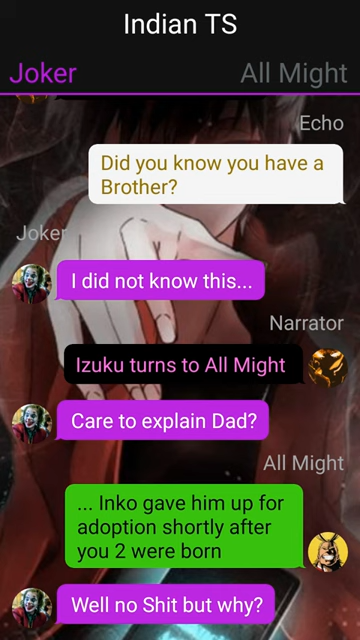 Indian TS
Joker
All Might
Echo
Did you know you have a
Brother?
Joker
I did not know this...
Narrator
Izuku turns to All Might
Care to explain Dad?
All Might
... Inko gave him up for
adoption shortly after
you 2 were born
Well no Shit but why?